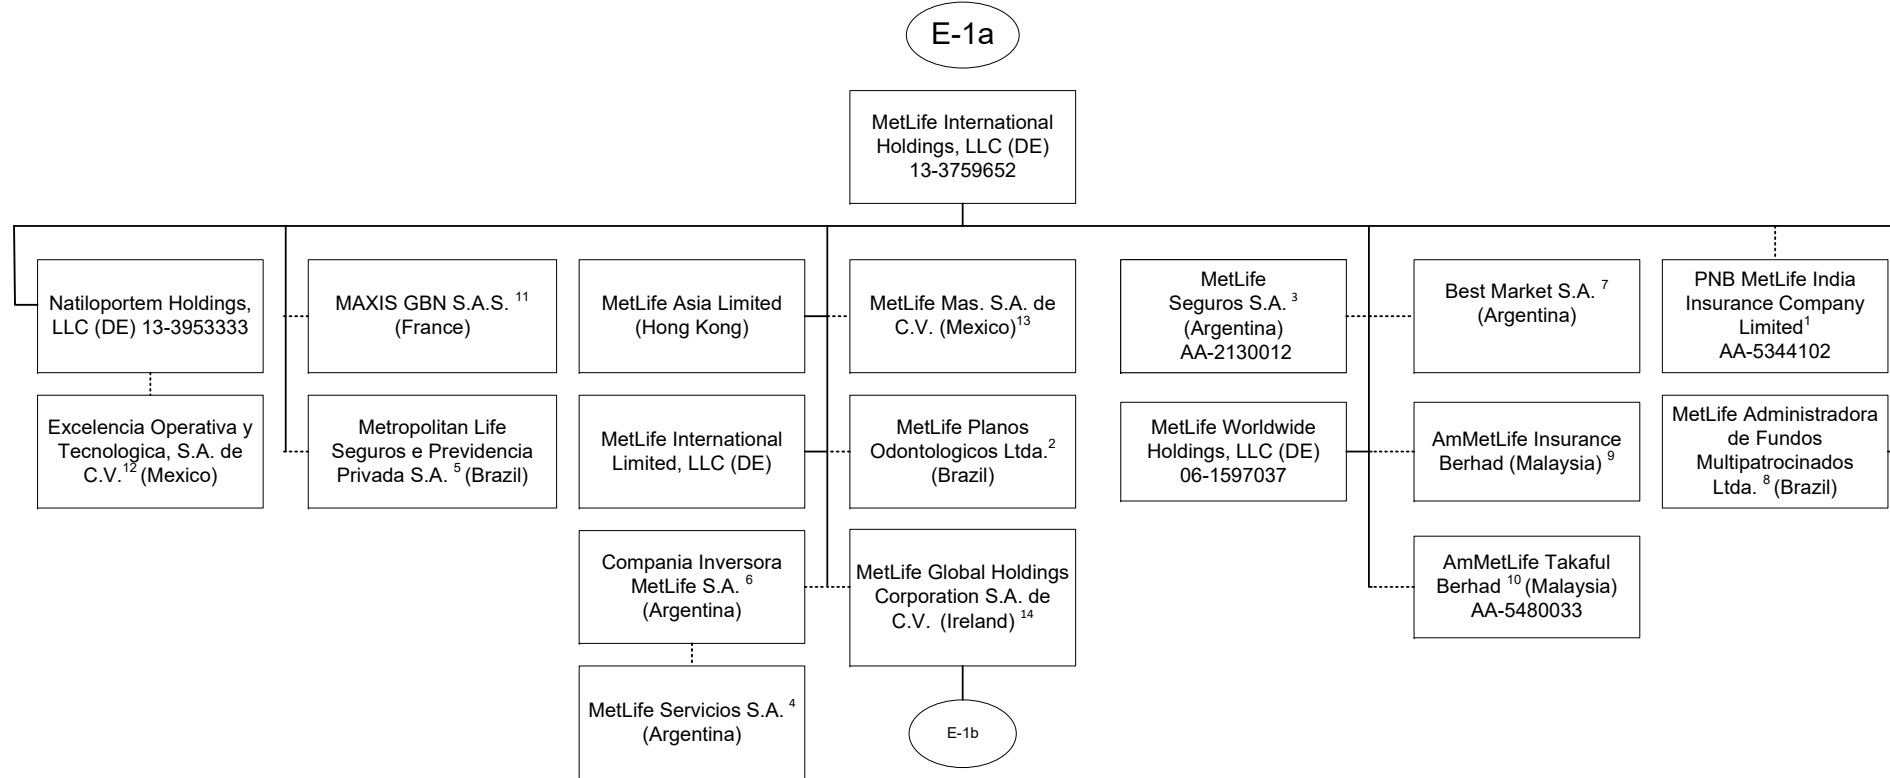 E-1a
MetLife International
Holdings, LLC (DE)
13-3759652
Natiloportem Holdings,
LLC (DE) 13-3953333
MAXIS GBN S.A.S. 11
(France)
MetLife Asia Limited
(Hong Kong)
MetLife Mas. S.A. de
C.V. (Mexico)13
MetLife
Seguros S.A. 3
(Argentina)
AA-2130012
Best Market S.A. 7
(Argentina)
PNB MetLife India
Insurance Company
Limited1
AA-5344102
Excelencia Operativa y
Tecnologica, S.A. de
C.V.12 (Mexico)
Metropolitan Life
Seguros e Previdencia
Privada S.A. 5 (Brazil)
MetLife International
Limited, LLC (DE)
MetLife Planos
Odontologicos Ltda.2
(Brazil)
MetLife Worldwide
Holdings, LLC (DE)
06-1597037
AmMetLife Insurance
Berhad (Malaysia) 9
MetLife Administradora
de Fundos
Multipatrocinados
Ltda. 8 (Brazil)
Compania Inversora
MetLife S.A. 6
(Argentina)
MetLife Global Holdings
Corporation S.A. de
C.V. (Ireland) 14
AmMetLife Takaful
Berhad 10 (Malaysia)
AA-5480033
MetLife Servicios S.A. 4
(Argentina)
E-1b